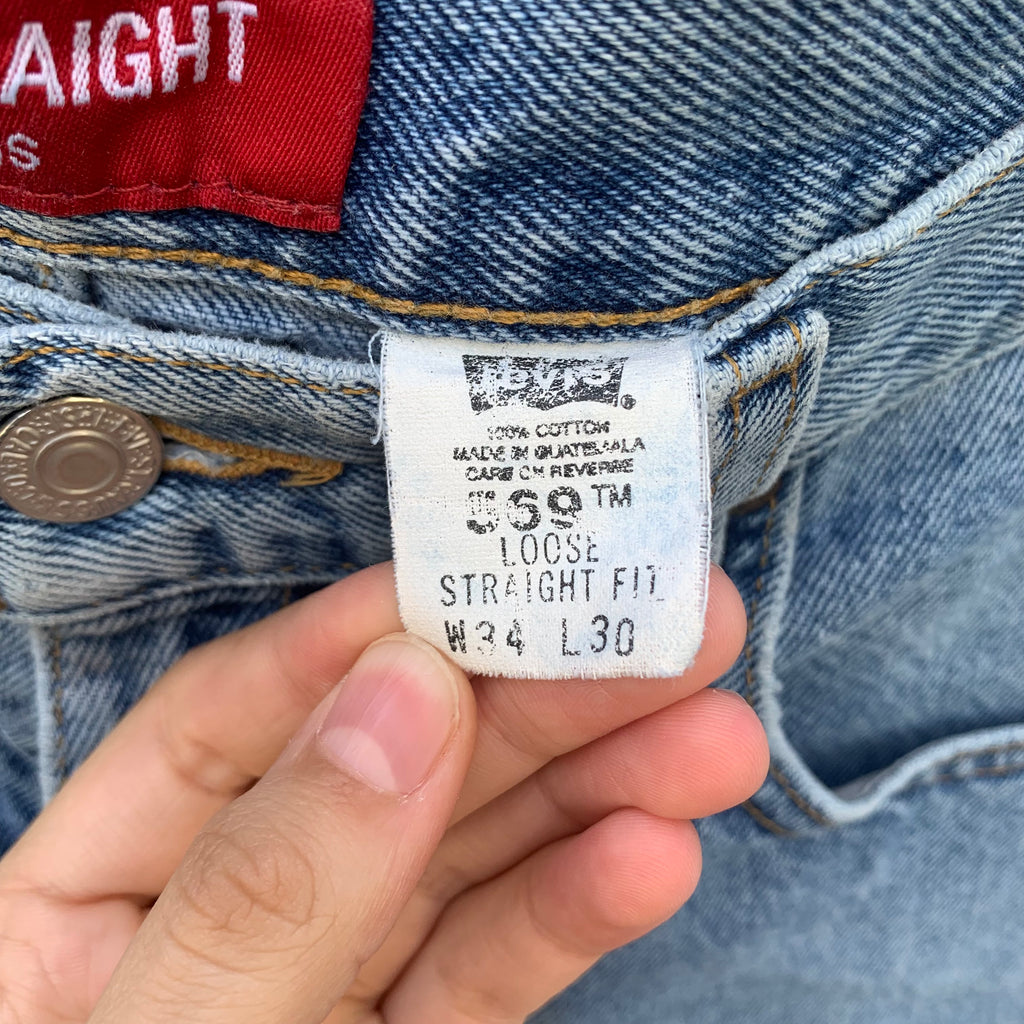 AIGHT
Levi's®
100% COTTON
MADE IN GUATEMALA
CARE ON REVERSE
569™
LOOSE
STRAIGHT FIT
W34 L30